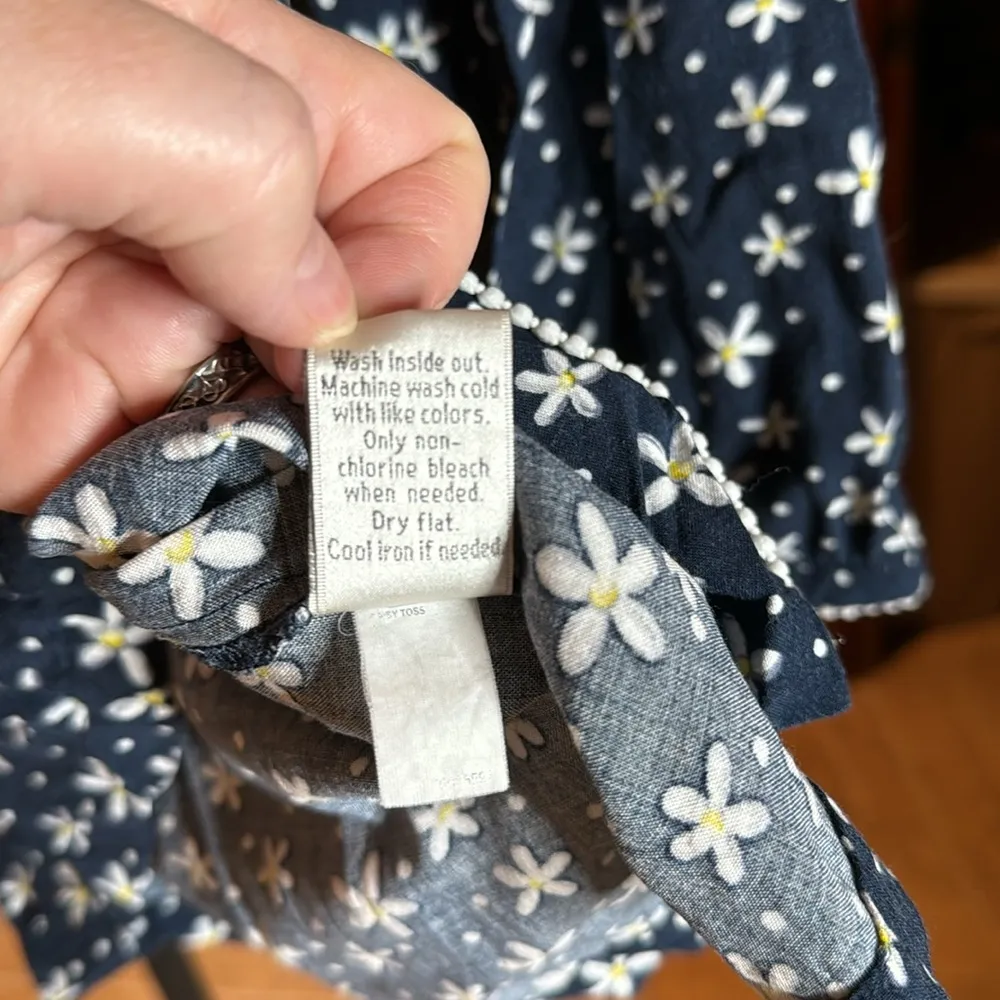 Wash inside out.
Machine wash cold
with like colors.
Only non-
chlorine bleach
when needed.
Dry flat.
Cool iron if needed
TOSS